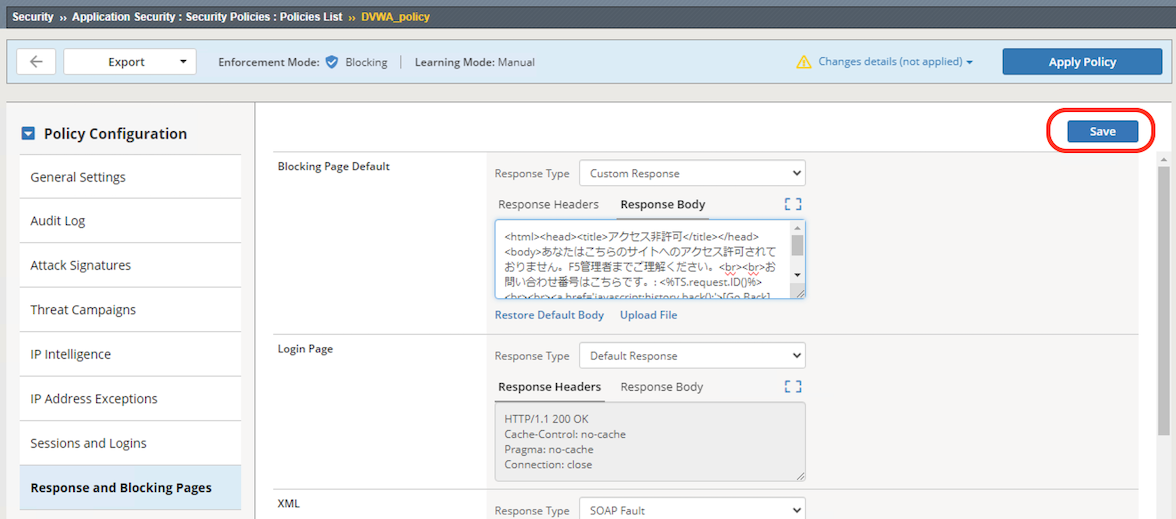 Security ›› Application Security : Security Policies : Policies List ›› DVWA_policy
Export
Enforcement Mode: Blocking
Learning Mode: Manual
Changes details (not applied)
Apply Policy
Policy Configuration
General Settings
Audit Log
Attack Signatures
Threat Campaigns
IP Intelligence
IP Address Exceptions
Sessions and Logins
Response and Blocking Pages
Save
Blocking Page Default
Response Type
Custom Response
Response Headers
Response Body
<html><head><title>アクセス非許可</title></head>
<body>あなたはこちらのサイトへのアクセス許可されて
おりません。F5管理者までご理解ください。<br><br>お
問い合わせ番号はこちらです。: <%TS.request.ID()%>
<br><br><a href='javascript:history.back();'>[Go Back]
Restore Default Body
Upload File
Login Page
Response Type
Default Response
Response Headers
Response Body
HTTP/1.1 200 OK
Cache-Control: no-cache
Pragma: no-cache
Connection: close
XML
Response Type
SOAP Fault